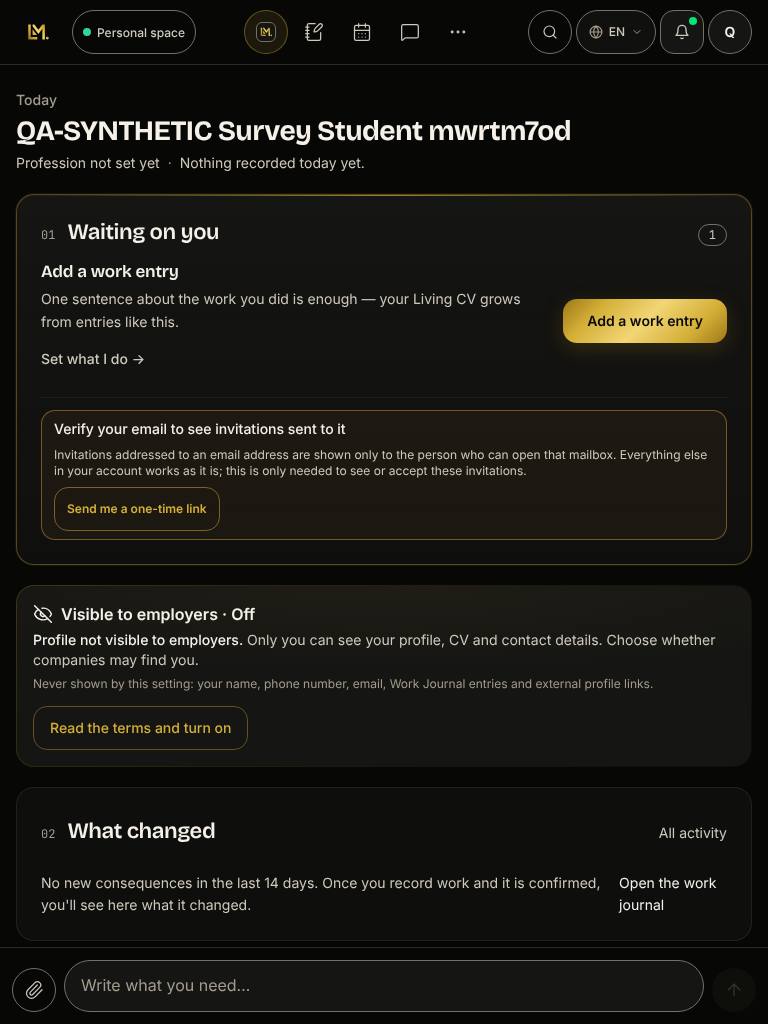 LM.
Personal space
LM.
EN
Q
Today
QA-SYNTHETIC Survey Student mwrtm7od
Profession not set yet · Nothing recorded today yet.
01 Waiting on you
1
Add a work entry
One sentence about the work you did is enough — your Living CV grows
from entries like this.
Add a work entry
Set what I do →
Verify your email to see invitations sent to it
Invitations addressed to an email address are shown only to the person who can open that mailbox. Everything else
in your account works as it is; this is only needed to see or accept these invitations.
Send me a one-time link
Visible to employers · Off
Profile not visible to employers. Only you can see your profile, CV and contact details. Choose whether
companies may find you.
Never shown by this setting: your name, phone number, email, Work Journal entries and external profile links.
Read the terms and turn on
02 What changed
All activity
No new consequences in the last 14 days. Once you record work and it is confirmed,
you'll see here what it changed.
Open the work
journal
Write what you need...